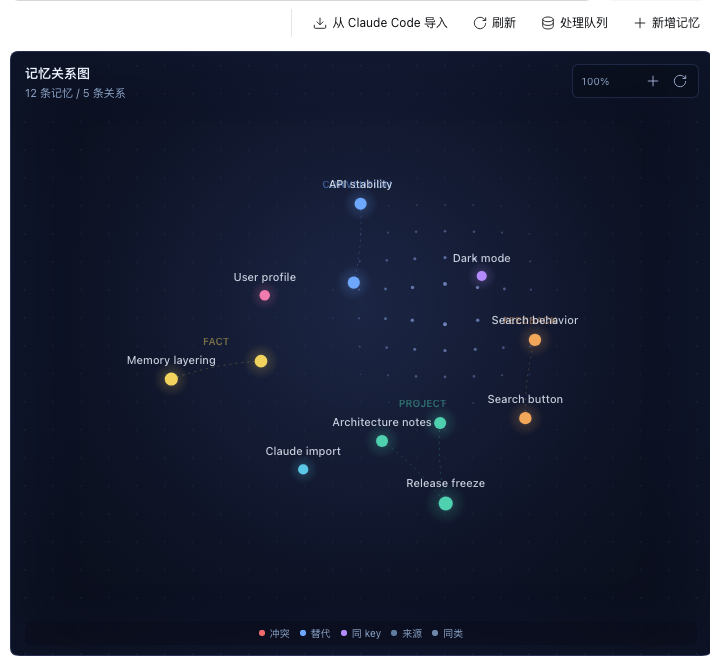 从 Claude Code 导入 刷新 处理队列 新增记忆
记忆关系图
12 条记忆 / 5 条关系
100%
API stability
Dark mode
User profile
Search behavior
FACT
Memory layering
Search button
PROJECT
Architecture notes
Claude import
Release freeze
冲突 替代 同 key 来源 同类